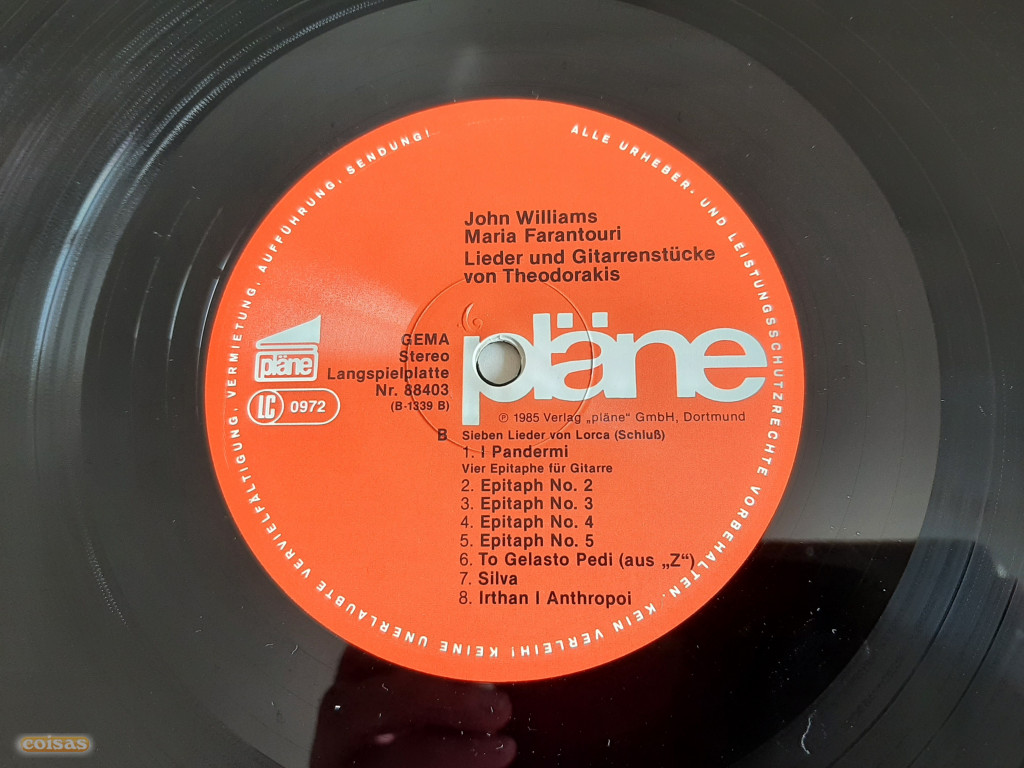 ALLE URHEBER- UND LEISTUNGSSCHUTZRECHTE VORBEHALTEN. KEIN VERLEIH! KEINE UNERLAUBTE VERVIELFÄLTIGUNG, VERMIETUNG, AUFFÜHRUNG, SENDUNG!
John Williams
Maria Farantouri
Lieder und Gitarrenstücke
von Theodorakis
GEMA
Stereo
Langspielplatte
Nr. 88403
(B-1339 B)
pläne
LC 0972
pläne
℗ 1985 Verlag „pläne“ GmbH, Dortmund
B Sieben Lieder von Lorca (Schluß)
1. I Pandermi
Vier Epitaphe für Gitarre
2. Epitaph No. 2
3. Epitaph No. 3
4. Epitaph No. 4
5. Epitaph No. 5
6. To Gelasto Pedi (aus „Z“)
7. Silva
8. Irthan I Anthropoi
coisas